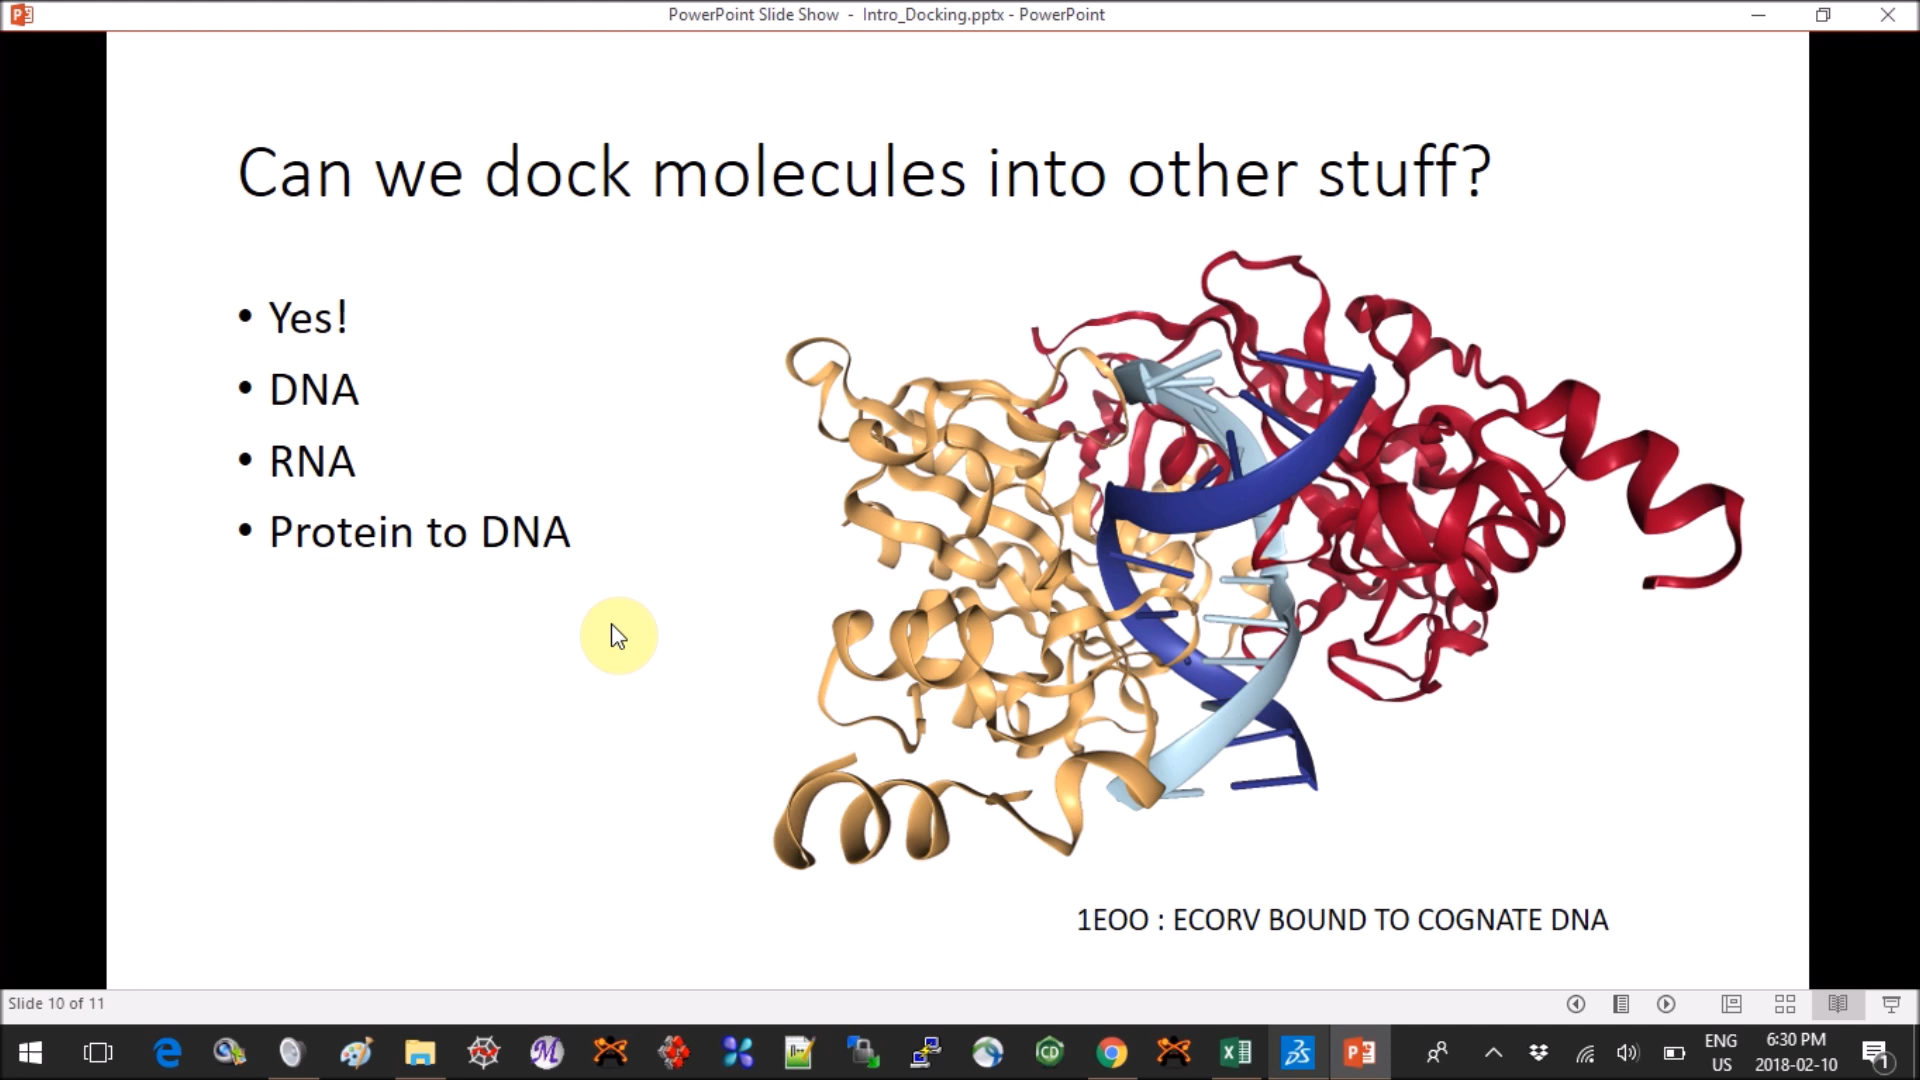 PowerPoint Slide Show - Intro_Docking.pptx - PowerPoint
Can we dock molecules into other stuff?
• Yes!
• DNA
• RNA
• Protein to DNA
1EOO : ECORV BOUND TO COGNATE DNA
Slide 10 of 11
ENG
US
6:30 PM
2018-02-10
1